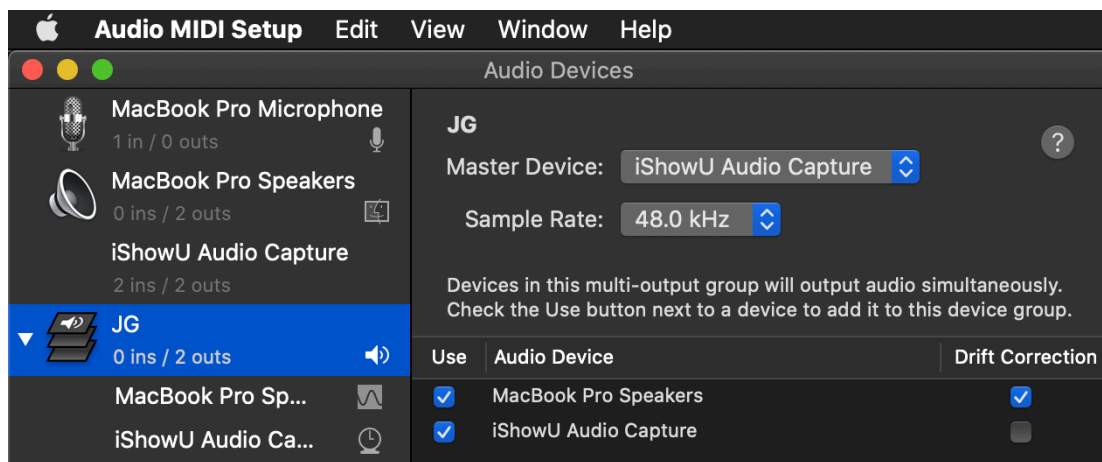 Audio MIDI Setup Edit View Window Help
Audio Devices
MacBook Pro Microphone
1 in / 0 outs
MacBook Pro Speakers
0 ins / 2 outs
iShowU Audio Capture
2 ins / 2 outs
JG
0 ins / 2 outs
MacBook Pro Sp...
iShowU Audio Ca...
JG
?
Master Device: iShowU Audio Capture
Sample Rate: 48.0 kHz
Devices in this multi-output group will output audio simultaneously.
Check the Use button next to a device to add it to this device group.
Use Audio Device Drift Correction
MacBook Pro Speakers
iShowU Audio Capture